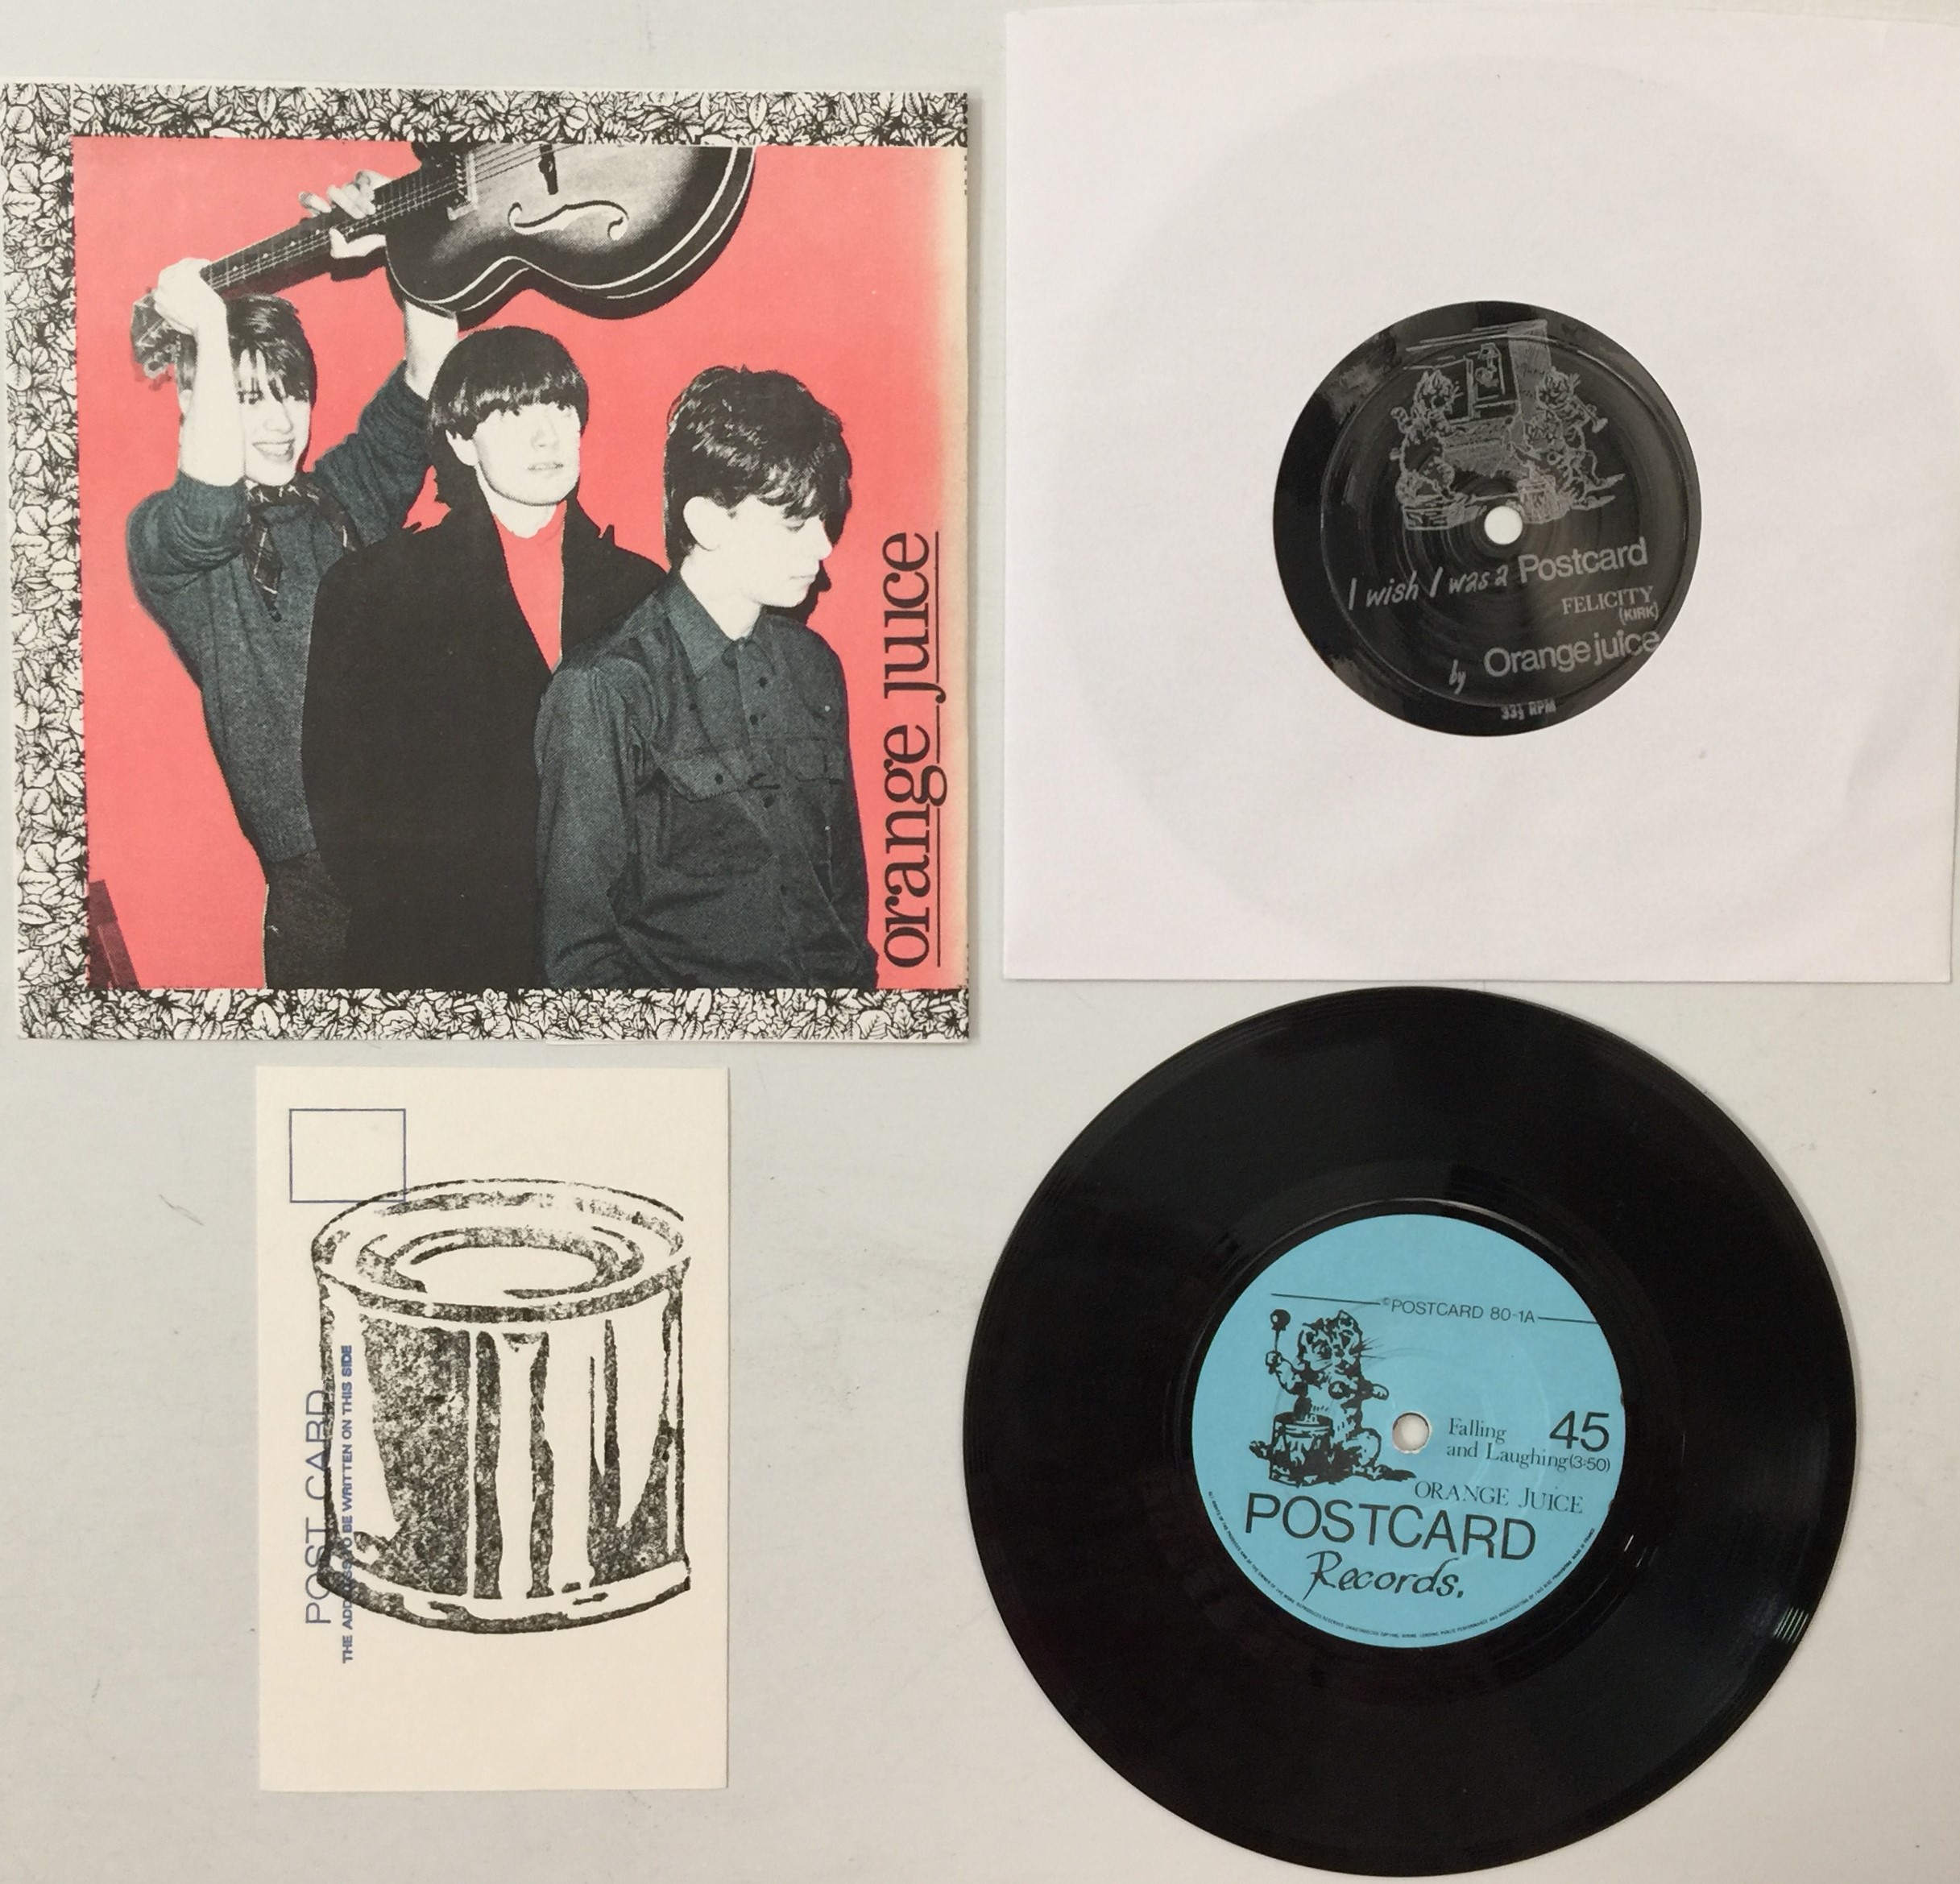 orange juice
I wish I was a Postcard
FELICITY
(KIRK)
by Orange juice
33⅓ RPM
POST CARD
THE ADDRESS TO BE WRITTEN ON THIS SIDE
©POSTCARD 80-1A
Falling 45
and Laughing (3:50)
ORANGE JUICE
POSTCARD
Records.